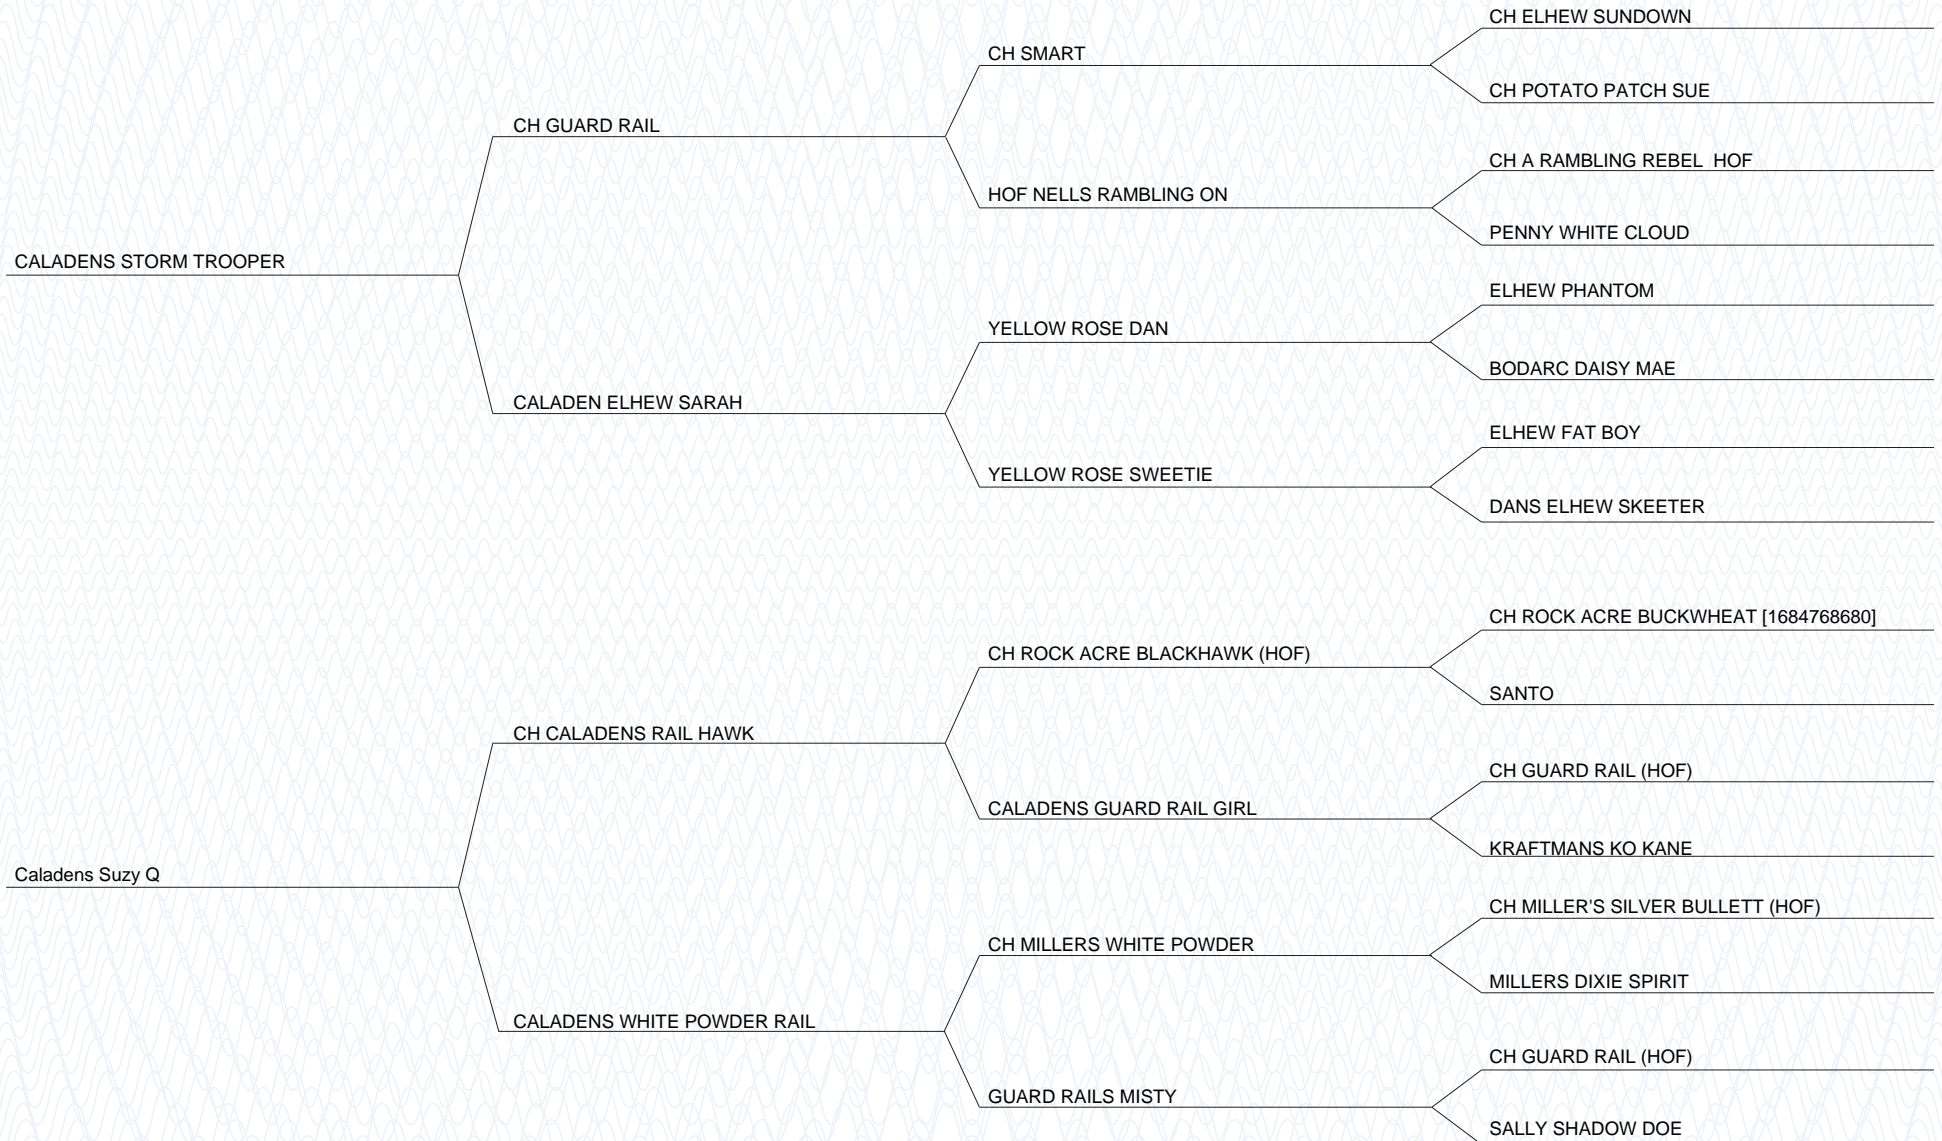 CH ELHEW SUNDOWN
CH SMART
CH POTATO PATCH SUE
CH GUARD RAIL
CH A RAMBLING REBEL  HOF
HOF NELLS RAMBLING ON
PENNY WHITE CLOUD
CALADENS STORM TROOPER
ELHEW PHANTOM
YELLOW ROSE DAN
BODARC DAISY MAE
CALADEN ELHEW SARAH
ELHEW FAT BOY
YELLOW ROSE SWEETIE
DANS ELHEW SKEETER
CH ROCK ACRE BUCKWHEAT [1684768680]
CH ROCK ACRE BLACKHAWK (HOF)
SANTO
CH CALADENS RAIL HAWK
CH GUARD RAIL (HOF)
CALADENS GUARD RAIL GIRL
KRAFTMANS KO KANE
Caladens Suzy Q
CH MILLER'S SILVER BULLETT (HOF)
CH MILLERS WHITE POWDER
MILLERS DIXIE SPIRIT
CALADENS WHITE POWDER RAIL
CH GUARD RAIL (HOF)
GUARD RAILS MISTY
SALLY SHADOW DOE